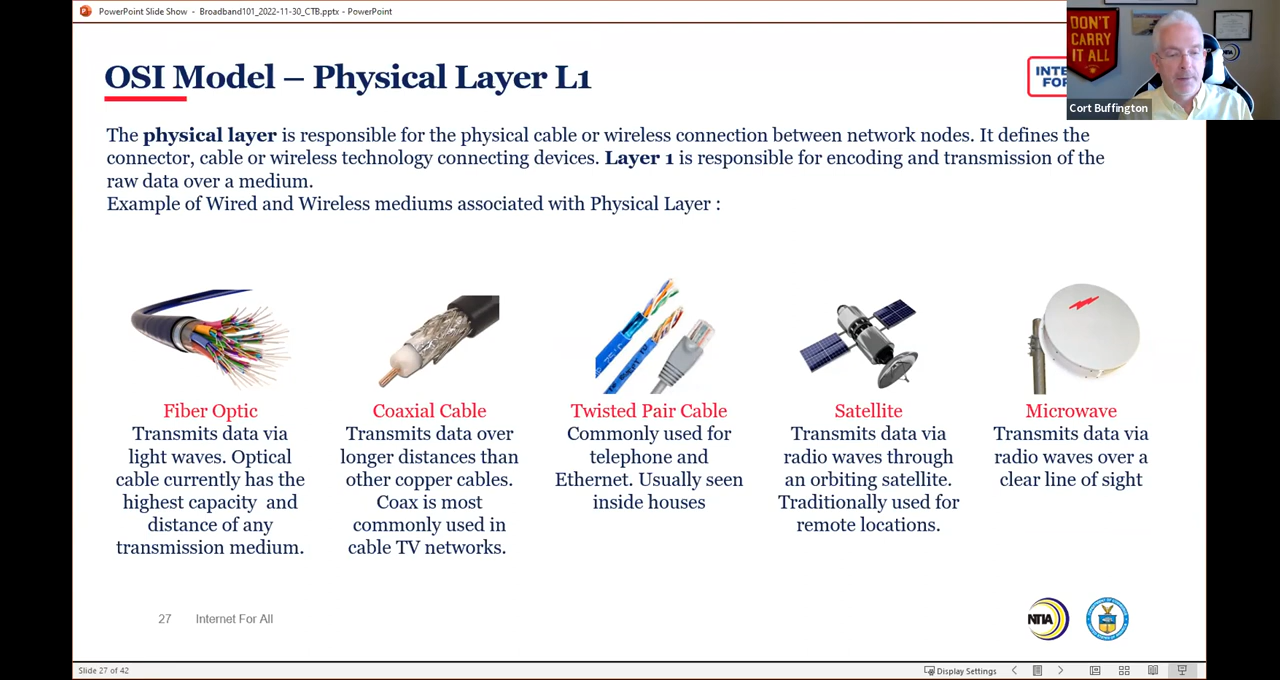 PowerPoint Slide Show - Broadband101_2022-11-30_CTB.pptx - PowerPoint
DON'T
CARRY
IT ALL
OSI Model – Physical Layer L1
INTE
FOR
Cort Buffington
The physical layer is responsible for the physical cable or wireless connection between network nodes. It defines the
connector, cable or wireless technology connecting devices. Layer 1 is responsible for encoding and transmission of the
raw data over a medium.
Example of Wired and Wireless mediums associated with Physical Layer :
Fiber Optic
Transmits data via
light waves. Optical
cable currently has the
highest capacity and
distance of any
transmission medium.
Coaxial Cable
Transmits data over
longer distances than
other copper cables.
Coax is most
commonly used in
cable TV networks.
Twisted Pair Cable
Commonly used for
telephone and
Ethernet. Usually seen
inside houses
Satellite
Transmits data via
radio waves through
an orbiting satellite.
Traditionally used for
remote locations.
Microwave
Transmits data via
radio waves over a
clear line of sight
27 Internet For All
NTIA
Slide 27 of 42
Display Settings